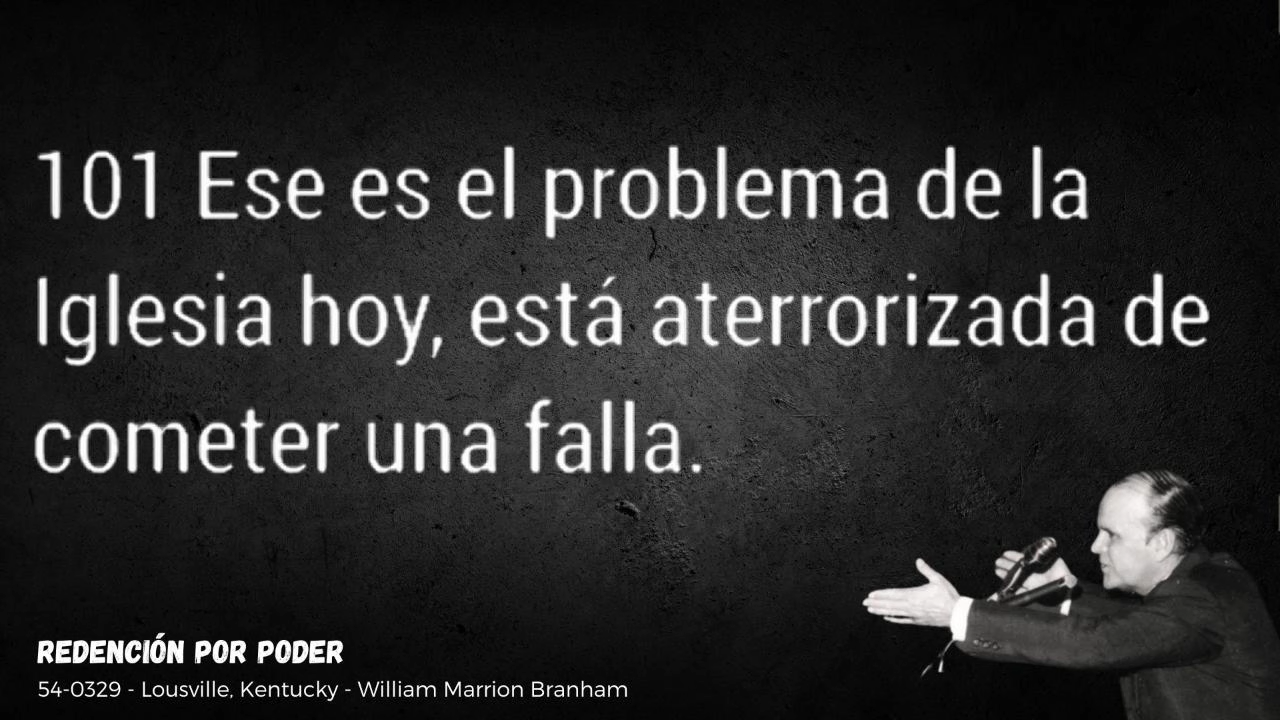 101 Ese es el problema de la
Iglesia hoy, está aterrorizada de
cometer una falla.
REDENCIÓN POR PODER
54-0329 - Lousville, Kentucky - William Marrion Branham